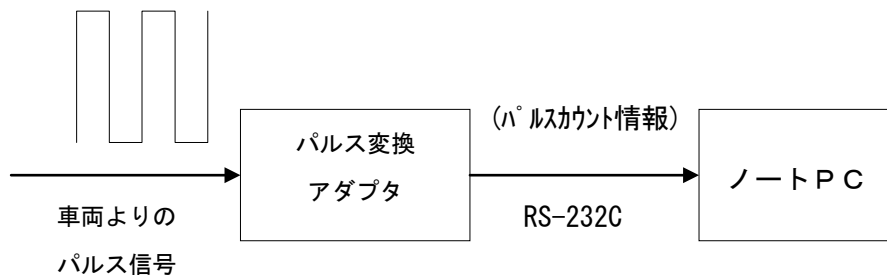 パルス変換
アダプタ
(ﾊﾟﾙｽｶｳﾝﾄ情報)
RS-232C
ノートＰＣ
車両よりの
パルス信号